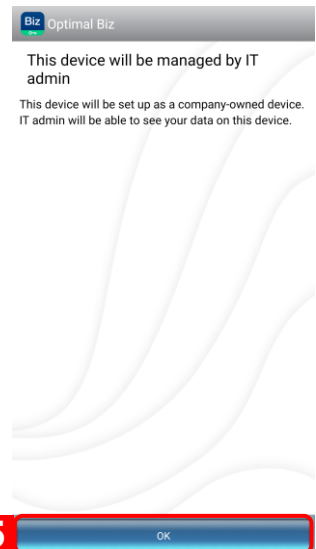 Biz Optimal Biz
This device will be managed by IT
admin
This device will be set up as a company-owned device.
IT admin will be able to see your data on this device.
5 OK